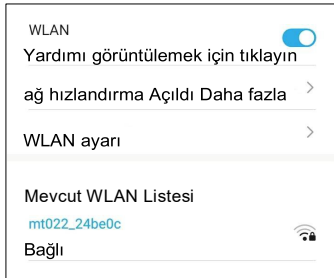 WLAN
Yardımı görüntülemek için tıklayın
ağ hızlandırma Açıldı Daha fazla
WLAN ayarı
Mevcut WLAN Listesi
mt022_24be0c
Bağlı